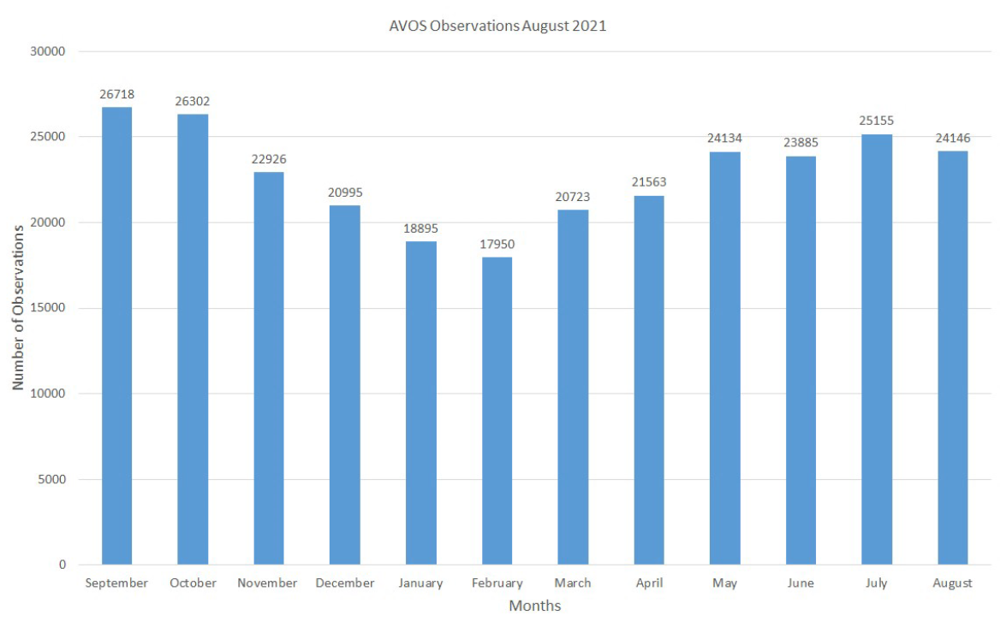 AVOS Observations August 2021
30000
25000
20000
15000
10000
5000
0
Number of Observations
26718
26302
22926
20995
18895
17950
20723
21563
24134
23885
25155
24146
September
October
November
December
January
February
March
April
May
June
July
August
Months